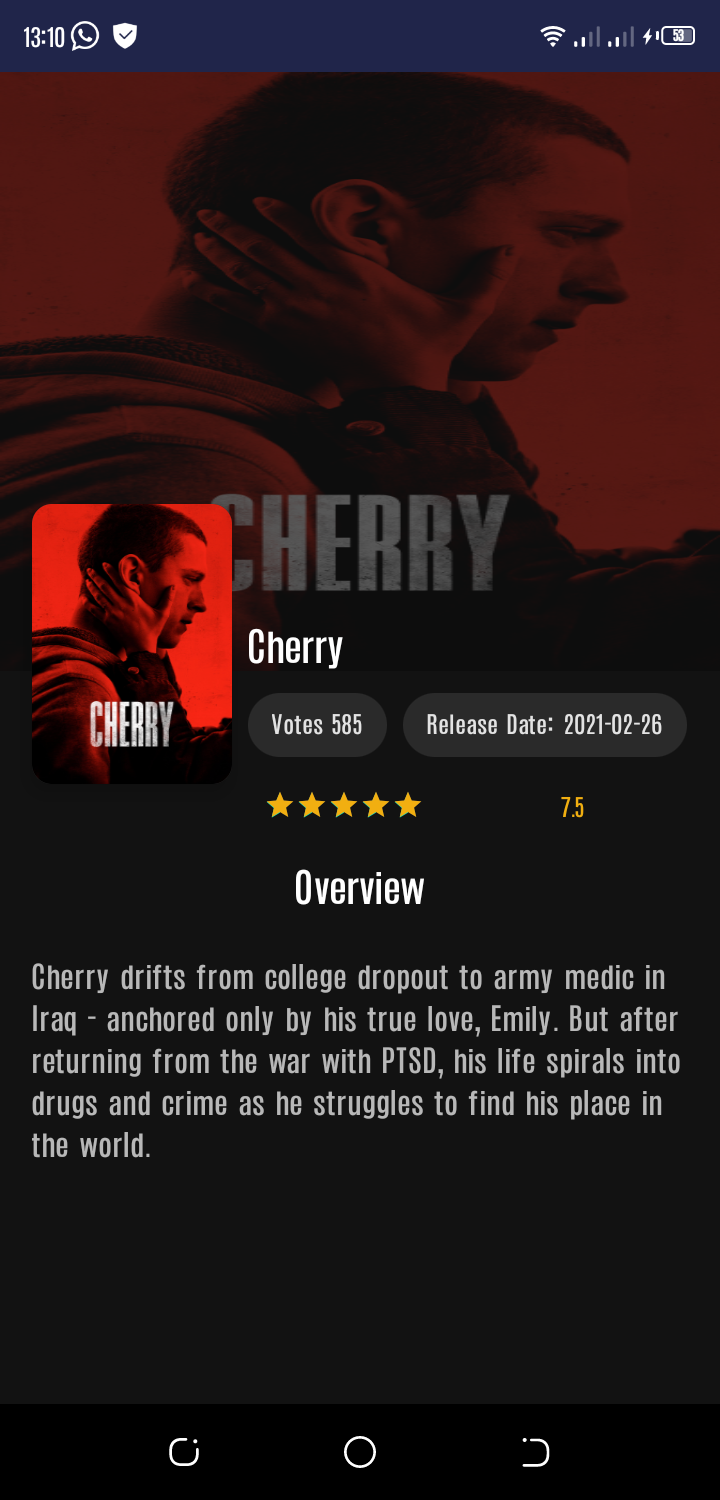 13:10
53
CHERRY
CHERRY
Cherry
Votes 585
Release Date: 2021-02-26
7.5
Overview
Cherry drifts from college dropout to army medic in
Iraq - anchored only by his true love, Emily. But after
returning from the war with PTSD, his life spirals into
drugs and crime as he struggles to find his place in
the world.